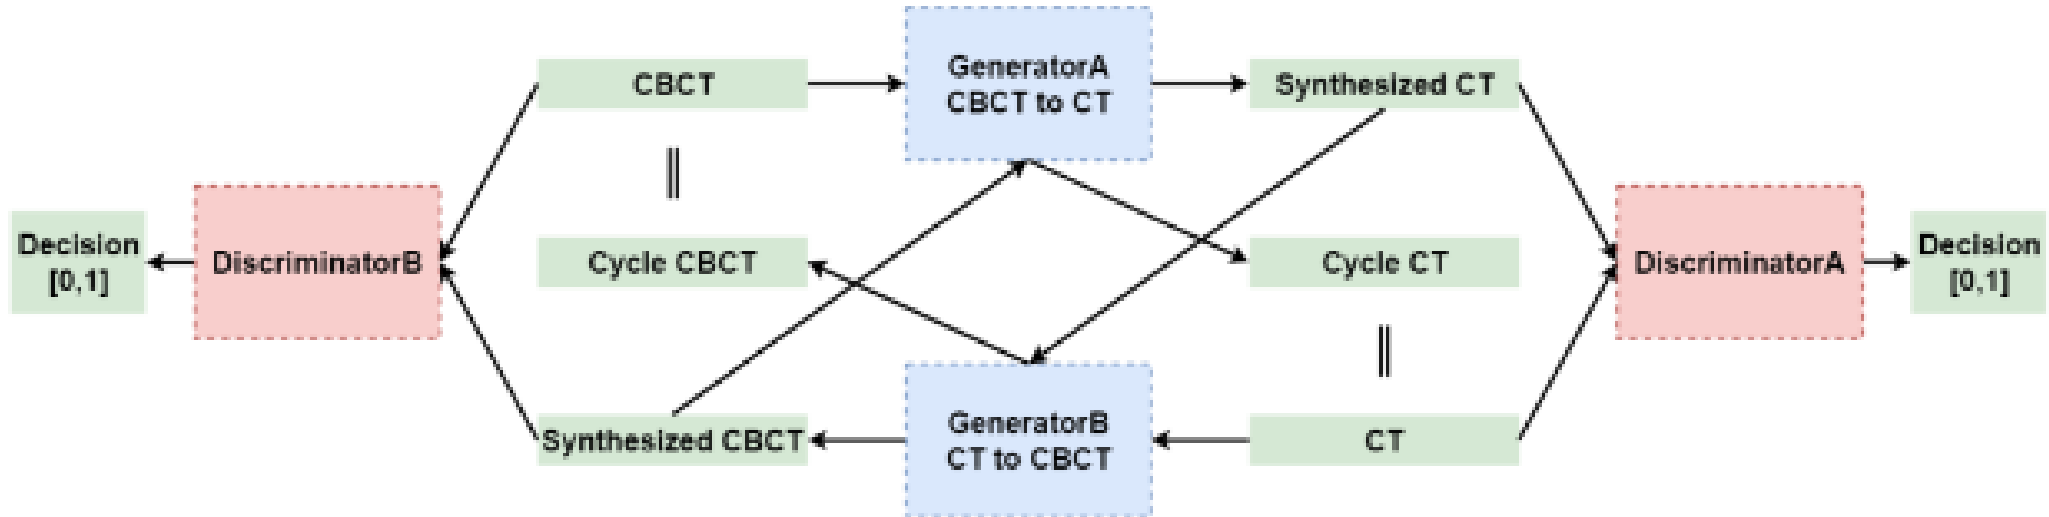 CBCT
GeneratorA
CBCT to CT
Synthesized CT
Decision
[0,1]
DiscriminatorB
Cycle CBCT
Cycle CT
DiscriminatorA
Decision
[0,1]
Synthesized CBCT
GeneratorB
CT to CBCT
CT